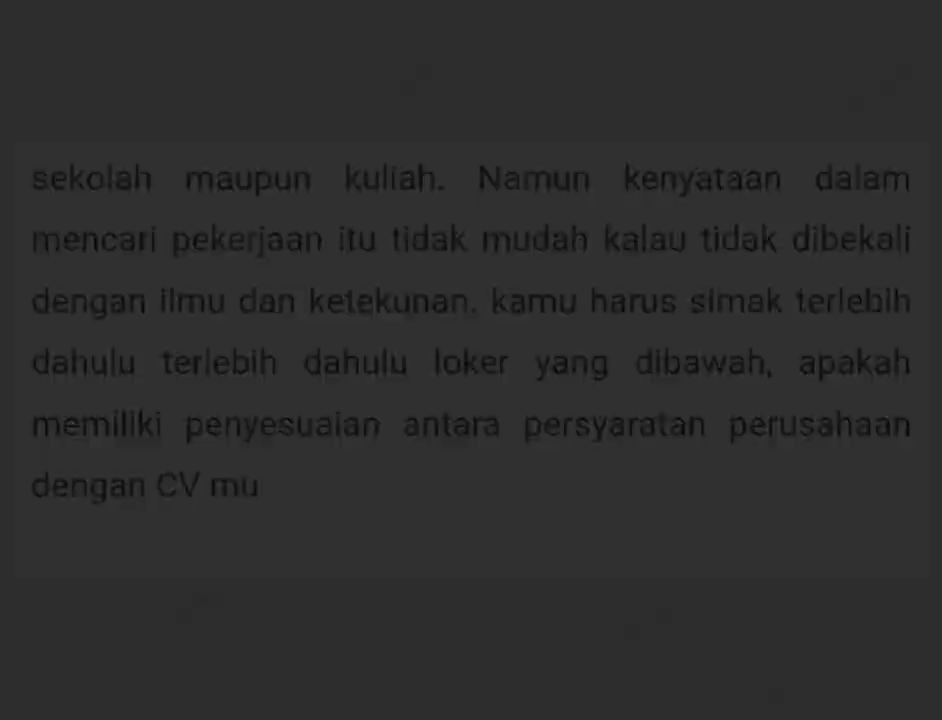 sekolah maupun kuliah. Namun kenyataan dalam
mencari pekerjaan itu tidak mudah kalau tidak dibekali
dengan ilmu dan ketekunan. kamu harus simak terlebih
dahulu terlebih dahulu loker yang dibawah, apakah
memiliki penyesuaian antara persyaratan perusahaan
dengan CV mu